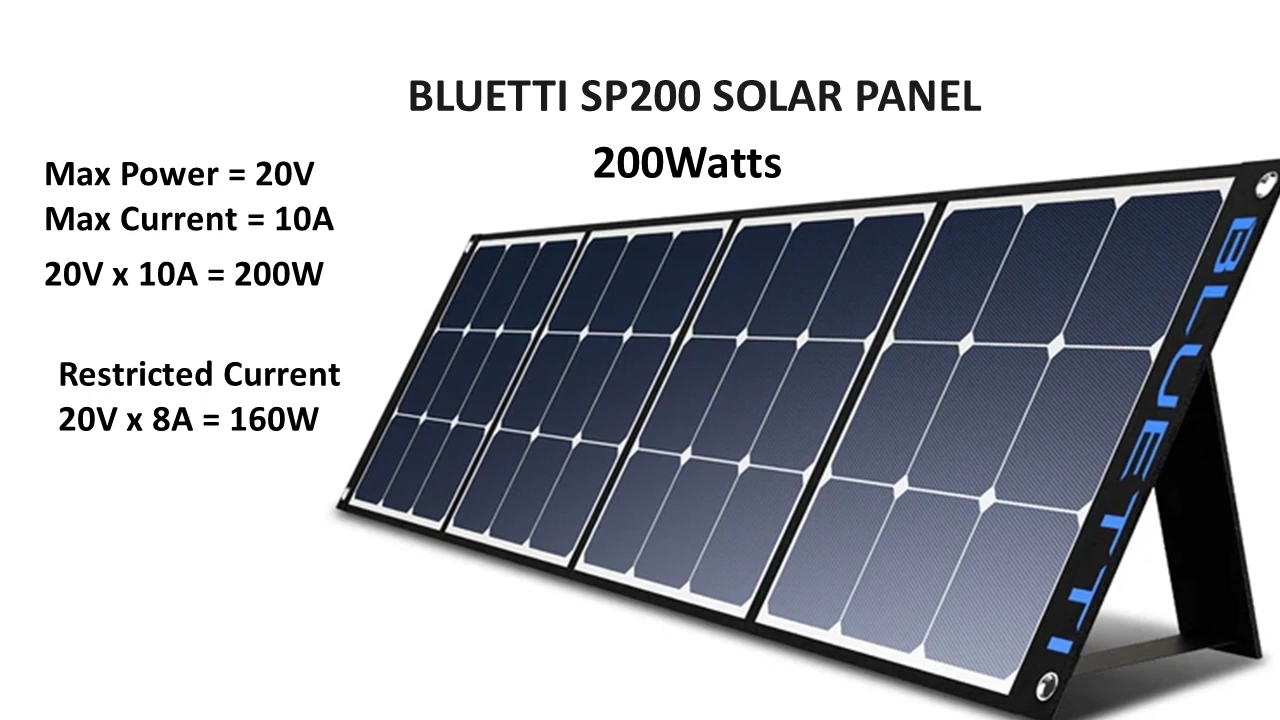 BLUETTI SP200 SOLAR PANEL
200Watts
Max Power = 20V
Max Current = 10A
20V x 10A = 200W
Restricted Current
20V x 8A = 160W
BLUETTI